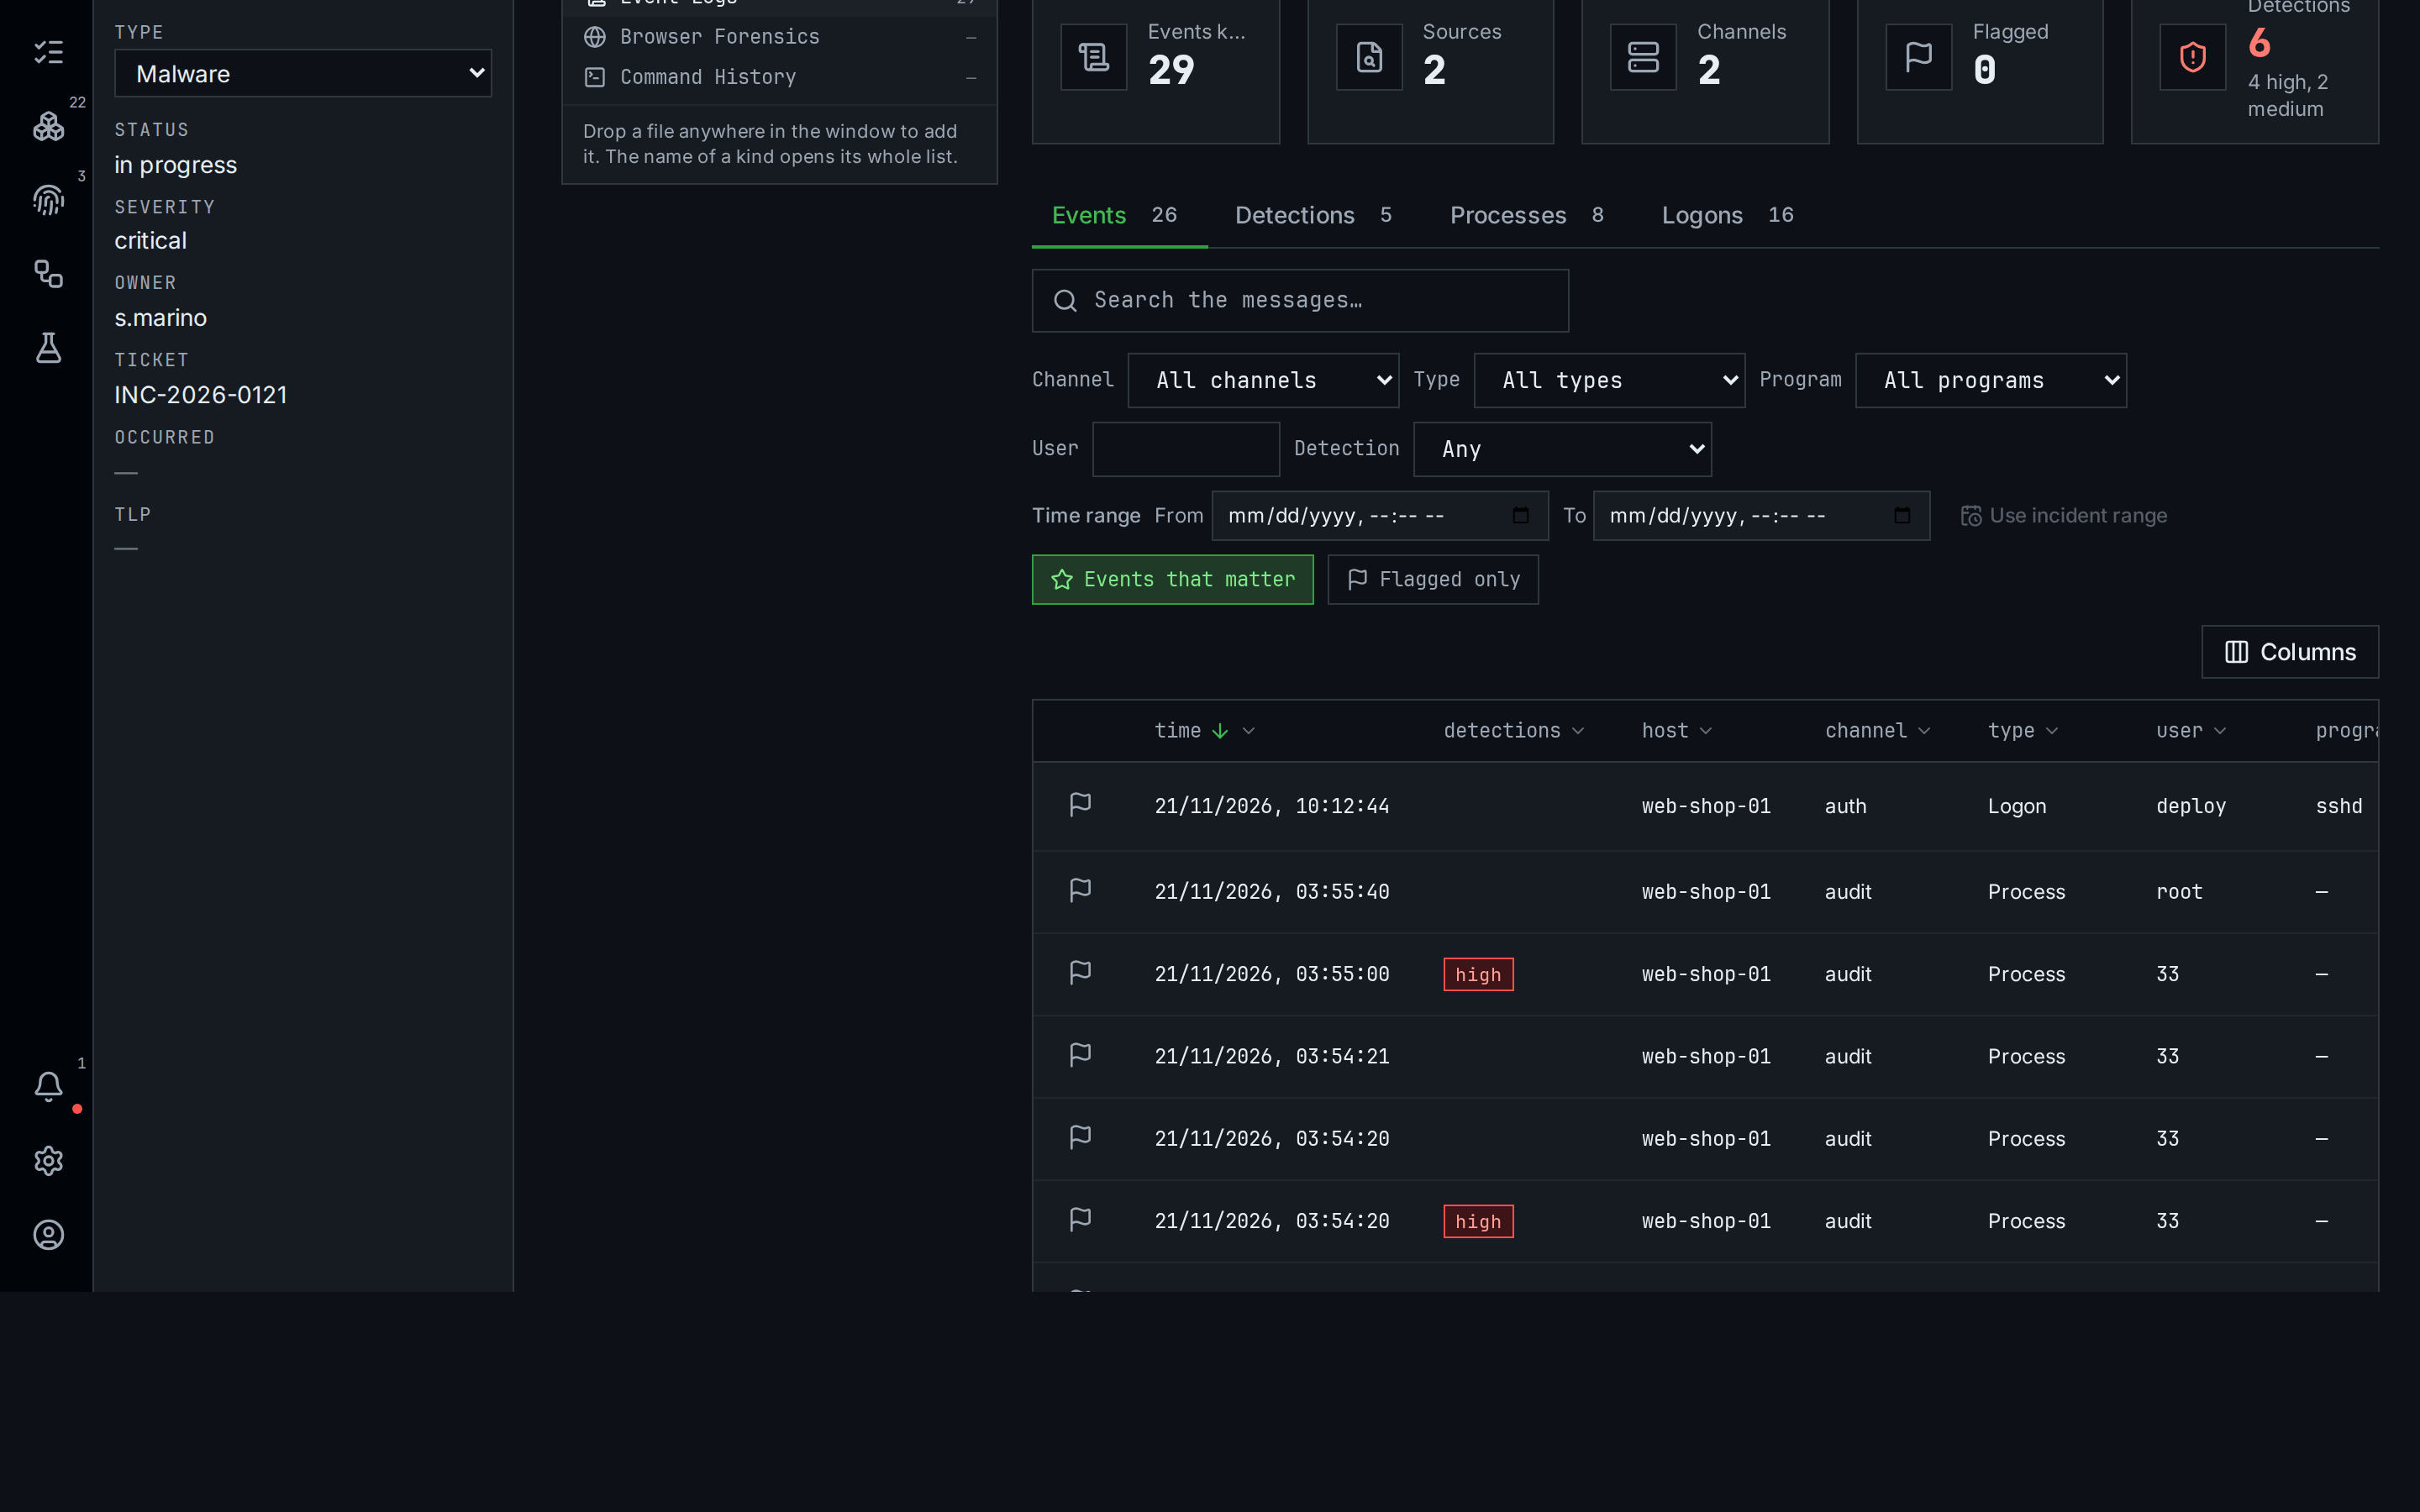 22
3
1
TYPE
Malware
STATUS
in progress
SEVERITY
critical
OWNER
s.marino
TICKET
INC-2026-0121
OCCURRED
—
TLP
—
Browser Forensics –
Command History –
Drop a file anywhere in the window to add
it. The name of a kind opens its whole list.
Events k...
29
Sources
2
Channels
2
Flagged
0
Detections
6
4 high, 2
medium
Events 26 Detections 5 Processes 8 Logons 16
Search the messages…
Channel All channels Type All types Program All programs
User Detection Any
Time range From mm/dd/yyyy, --:-- -- To mm/dd/yyyy, --:-- -- Use incident range
Events that matter Flagged only
Columns
time detections host channel type user progra
21/11/2026, 10:12:44 web-shop-01 auth Logon deploy sshd
21/11/2026, 03:55:40 web-shop-01 audit Process root –
21/11/2026, 03:55:00 high web-shop-01 audit Process 33 –
21/11/2026, 03:54:21 web-shop-01 audit Process 33 –
21/11/2026, 03:54:20 web-shop-01 audit Process 33 –
21/11/2026, 03:54:20 high web-shop-01 audit Process 33 –